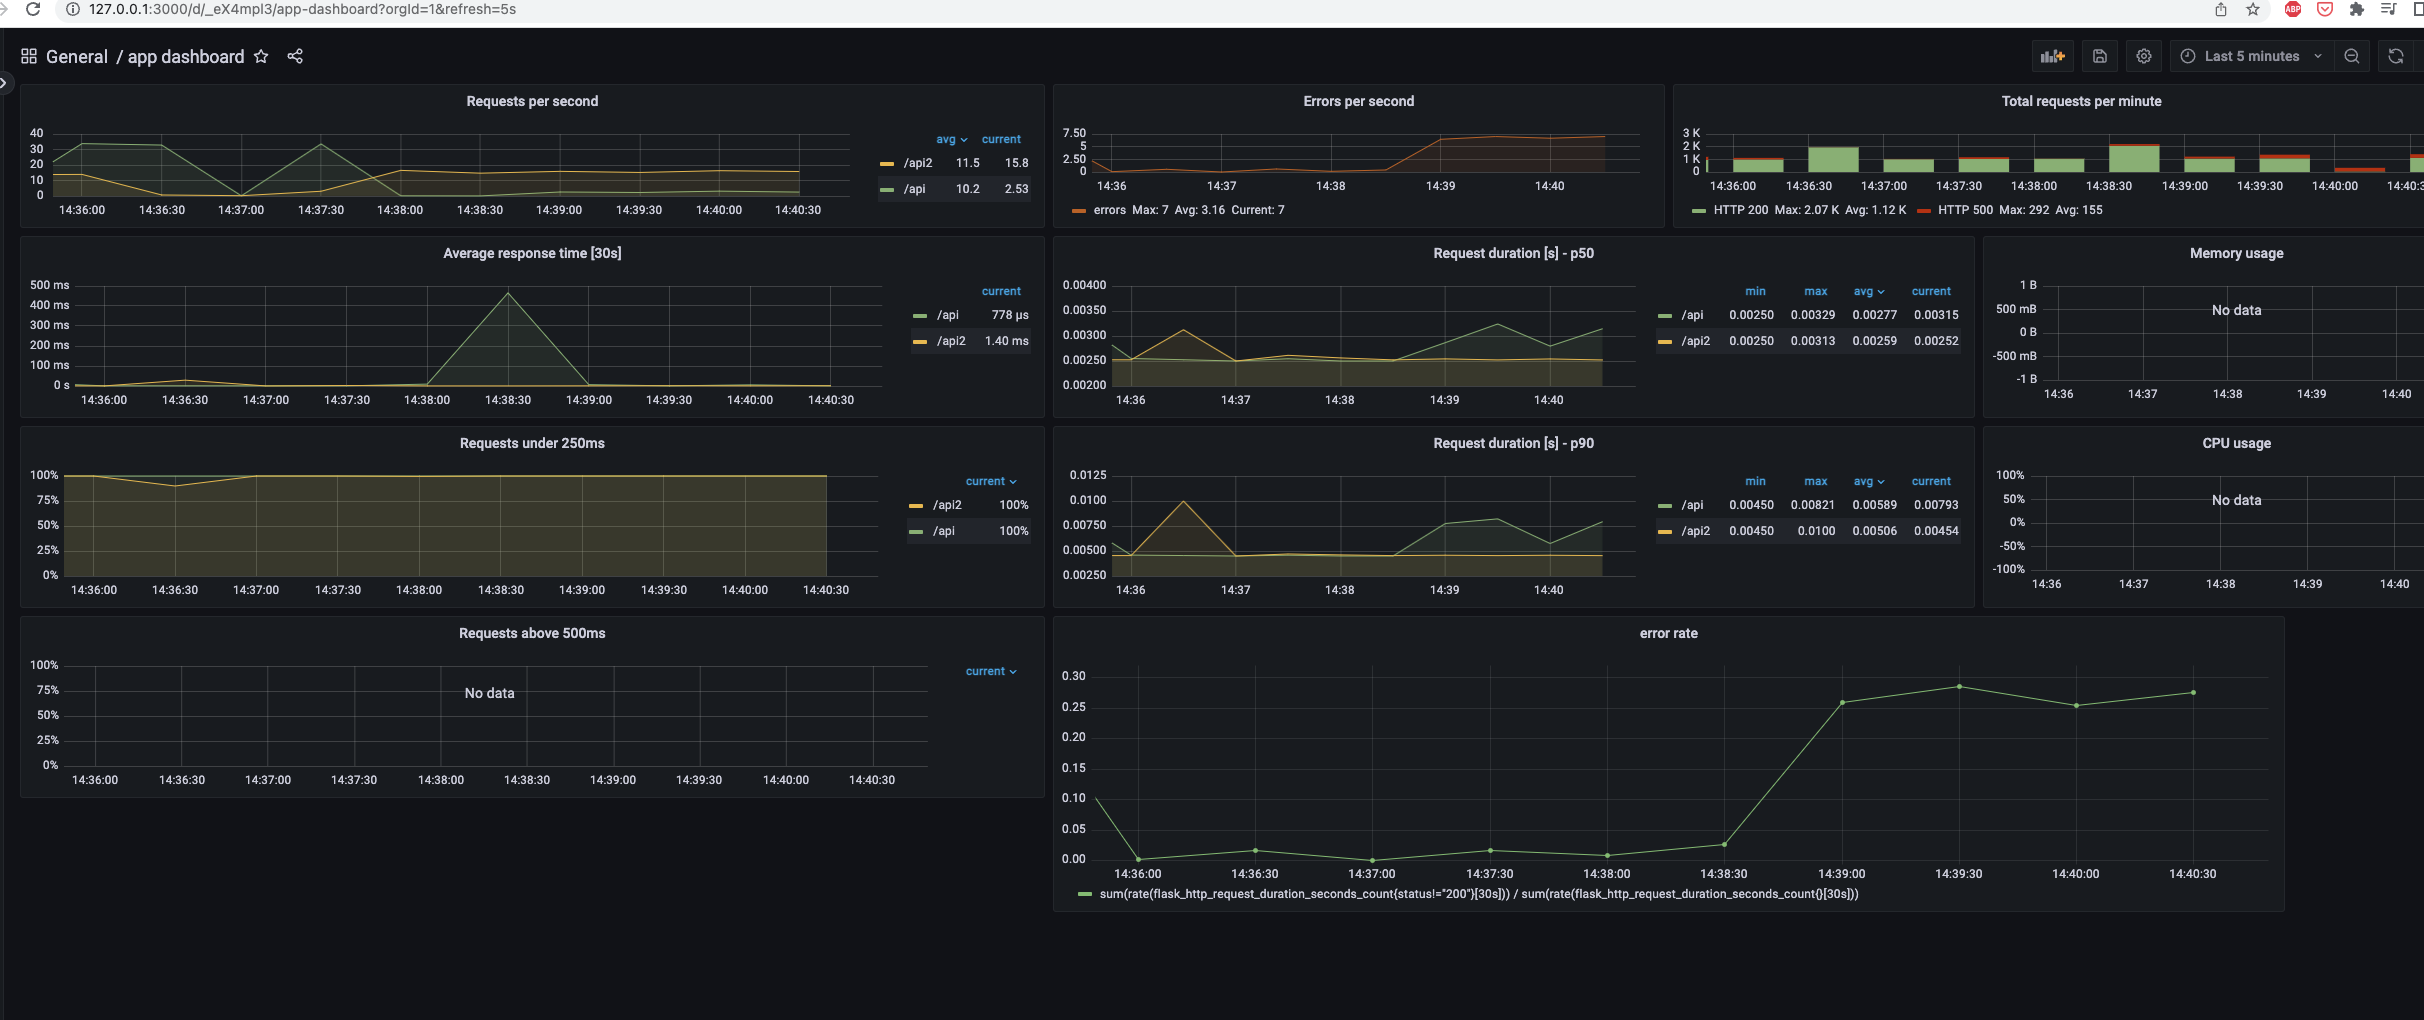 127.0.0.1:3000/d/_eX4mpl3/app-dashboard?orgId=1&refresh=5s
ABP
General / app dashboard
Last 5 minutes
Requests per second
40
30
20
10
0
14:36:00 14:36:30 14:37:00 14:37:30 14:38:00 14:38:30 14:39:00 14:39:30 14:40:00 14:40:30
avg current
/api2 11.5 15.8
/api 10.2 2.53
Errors per second
7.50
5
2.50
0
14:36 14:37 14:38 14:39 14:40
errors Max: 7 Avg: 3.16 Current: 7
Total requests per minute
3 K
2 K
1 K
0
14:36:00 14:36:30 14:37:00 14:37:30 14:38:00 14:38:30 14:39:00 14:39:30 14:40:00 14:40:3
HTTP 200 Max: 2.07 K Avg: 1.12 K HTTP 500 Max: 292 Avg: 155
Average response time [30s]
500 ms
400 ms
300 ms
200 ms
100 ms
0 s
14:36:00 14:36:30 14:37:00 14:37:30 14:38:00 14:38:30 14:39:00 14:39:30 14:40:00 14:40:30
current
/api 778 µs
/api2 1.40 ms
Request duration [s] - p50
0.00400
0.00350
0.00300
0.00250
0.00200
14:36 14:37 14:38 14:39 14:40
min max avg current
/api 0.00250 0.00329 0.00277 0.00315
/api2 0.00250 0.00313 0.00259 0.00252
Memory usage
1 B
500 mB
0 B
-500 mB
-1 B
No data
14:36 14:37 14:38 14:39 14:40
Requests under 250ms
100%
75%
50%
25%
0%
14:36:00 14:36:30 14:37:00 14:37:30 14:38:00 14:38:30 14:39:00 14:39:30 14:40:00 14:40:30
current
/api2 100%
/api 100%
Request duration [s] - p90
0.0125
0.0100
0.00750
0.00500
0.00250
14:36 14:37 14:38 14:39 14:40
min max avg current
/api 0.00450 0.00821 0.00589 0.00793
/api2 0.00450 0.0100 0.00506 0.00454
CPU usage
100%
50%
0%
-50%
-100%
No data
14:36 14:37 14:38 14:39 14:40
Requests above 500ms
100%
75%
50%
25%
0%
No data
14:36:00 14:36:30 14:37:00 14:37:30 14:38:00 14:38:30 14:39:00 14:39:30 14:40:00 14:40:30
current
error rate
0.30
0.25
0.20
0.15
0.10
0.05
0.00
14:36:00 14:36:30 14:37:00 14:37:30 14:38:00 14:38:30 14:39:00 14:39:30 14:40:00 14:40:30
sum(rate(flask_http_request_duration_seconds_count{status!="200"}[30s])) / sum(rate(flask_http_request_duration_seconds_count{}[30s]))